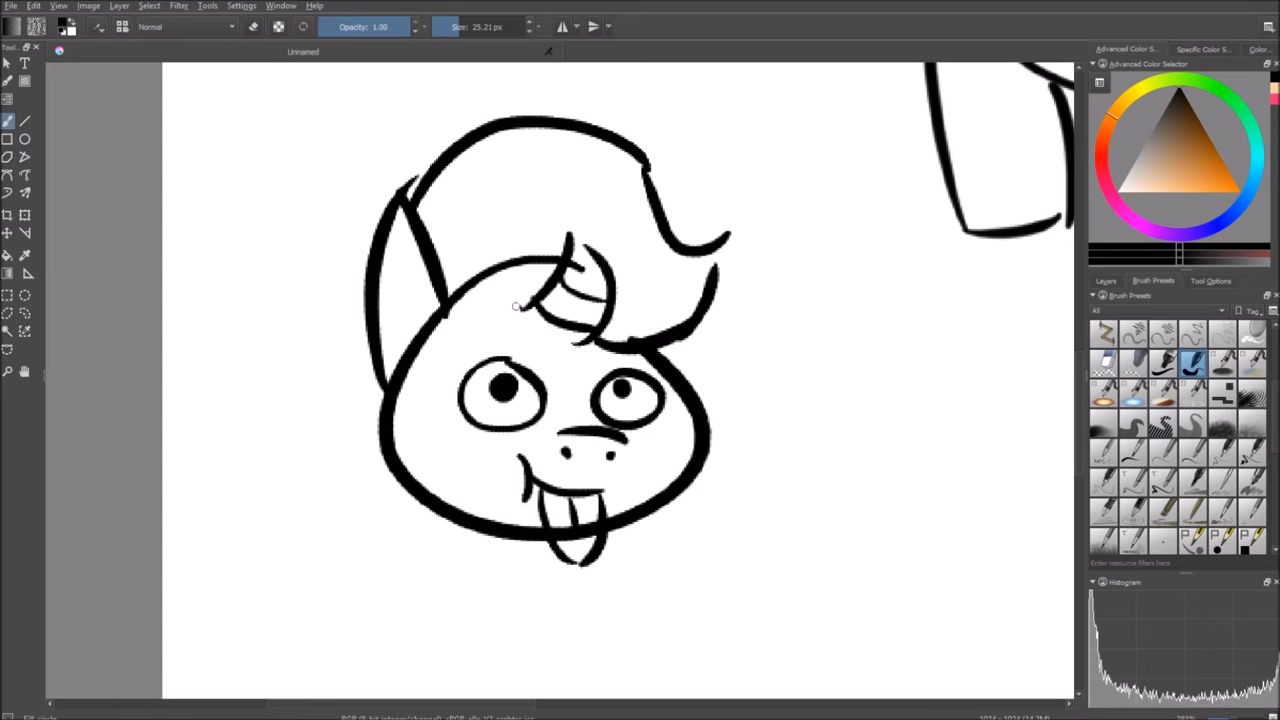 File Edit View Image Layer Select Filter Tools Settings Window Help
Normal
Opacity: 1.00
Size: 25.21 px
Tool...
Unnamed
Advanced Color S...
Specific Color S...
Color...
Advanced Color Selector
Layers
Brush Presets
Tool Options
Brush Presets
All
Tag
Enter resource filters here
Histogram